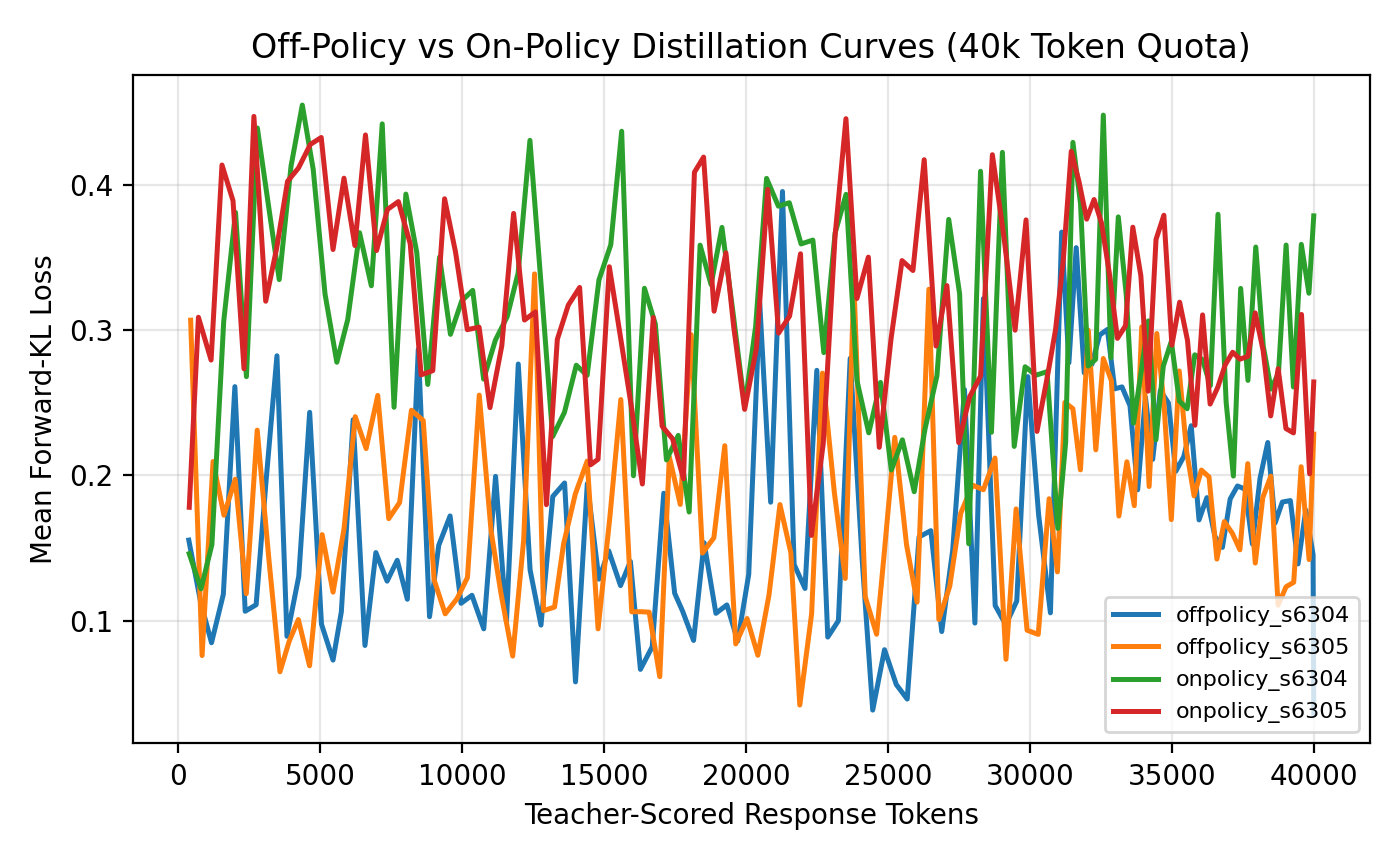 Off-Policy vs On-Policy Distillation Curves (40k Token Quota)
Mean Forward-KL Loss
0.4
0.3
0.2
0.1
offpolicy_s6304
offpolicy_s6305
onpolicy_s6304
onpolicy_s6305
0 5000 10000 15000 20000 25000 30000 35000 40000
Teacher-Scored Response Tokens